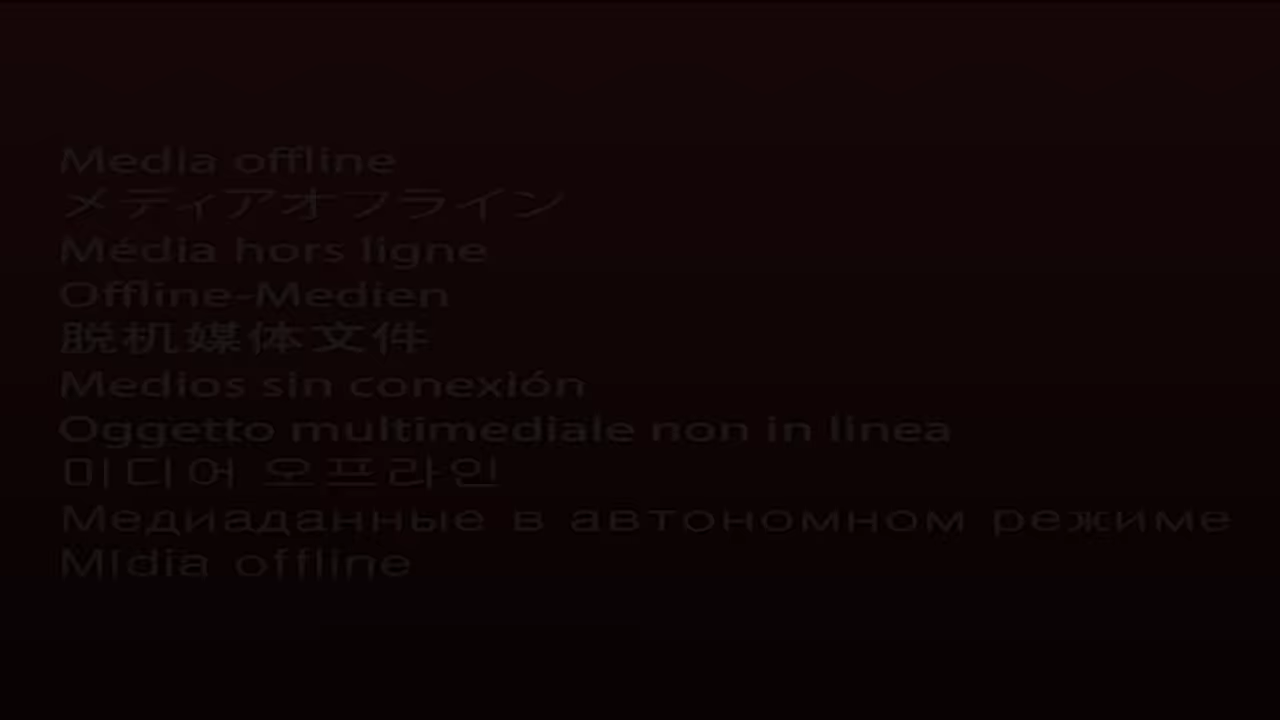 Media offline
メディアオフライン
Média hors ligne
Offline-Medien
脱机媒体文件
Medios sin conexión
Oggetto multimediale non in linea
미디어 오프라인
Медиаданные в автономном режиме
Mídia offline